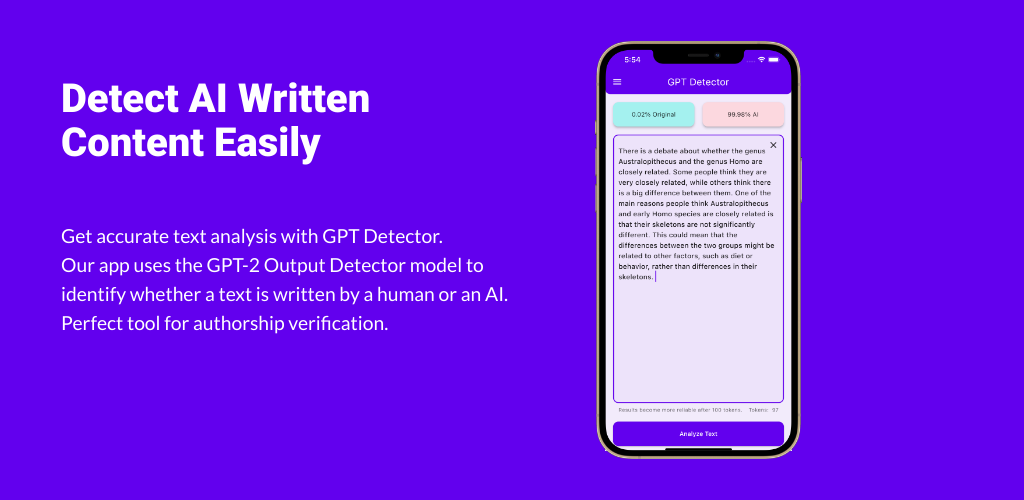 Detect AI Written
Content Easily
Get accurate text analysis with GPT Detector.
Our app uses the GPT-2 Output Detector model to
identify whether a text is written by a human or an AI.
Perfect tool for authorship verification.
5:54
GPT Detector
0.02% Original
99.98% AI
There is a debate about whether the genus
Australopithecus and the genus Homo are
closely related. Some people think they are
very closely related, while others think there
is a big difference between them. One of the
main reasons people think Australopithecus
and early Homo species are closely related is
that their skeletons are not significantly
different. This could mean that the
differences between the two groups might be
related to other factors, such as diet or
behavior, rather than differences in their
skeletons.
Results become more reliable after 100 tokens. Tokens 97
Analyze Text